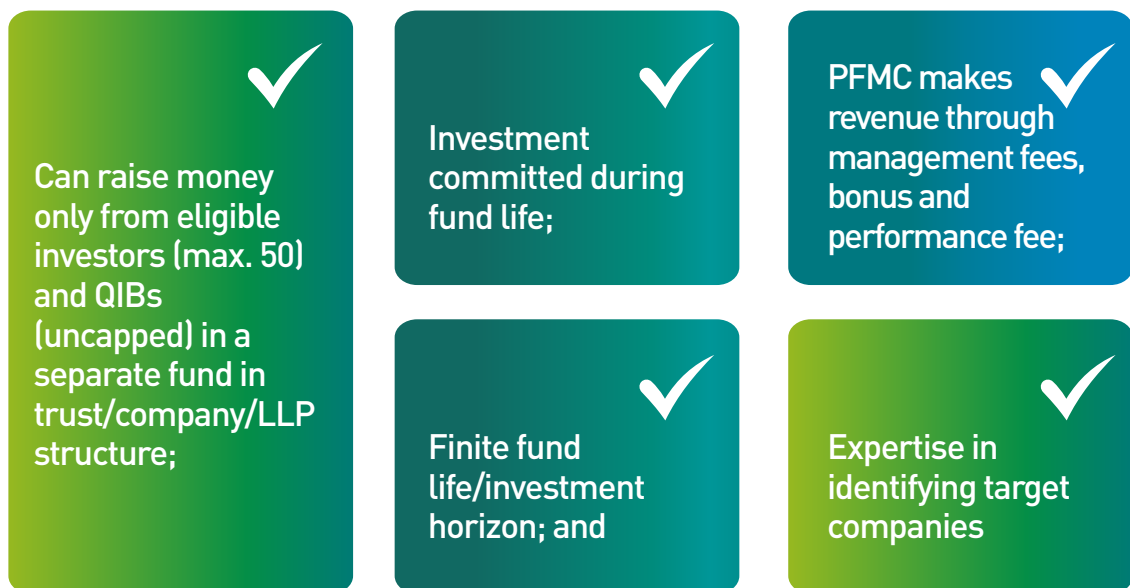 Can raise money
only from eligible
investors (max. 50)
and QIBs
(uncapped) in a
separate fund in
trust/company/LLP
structure;
Investment
committed during
fund life;
PFMC makes
revenue through
management fees,
bonus and
performance fee;
Finite fund
life/investment
horizon; and
Expertise in
identifying target
companies